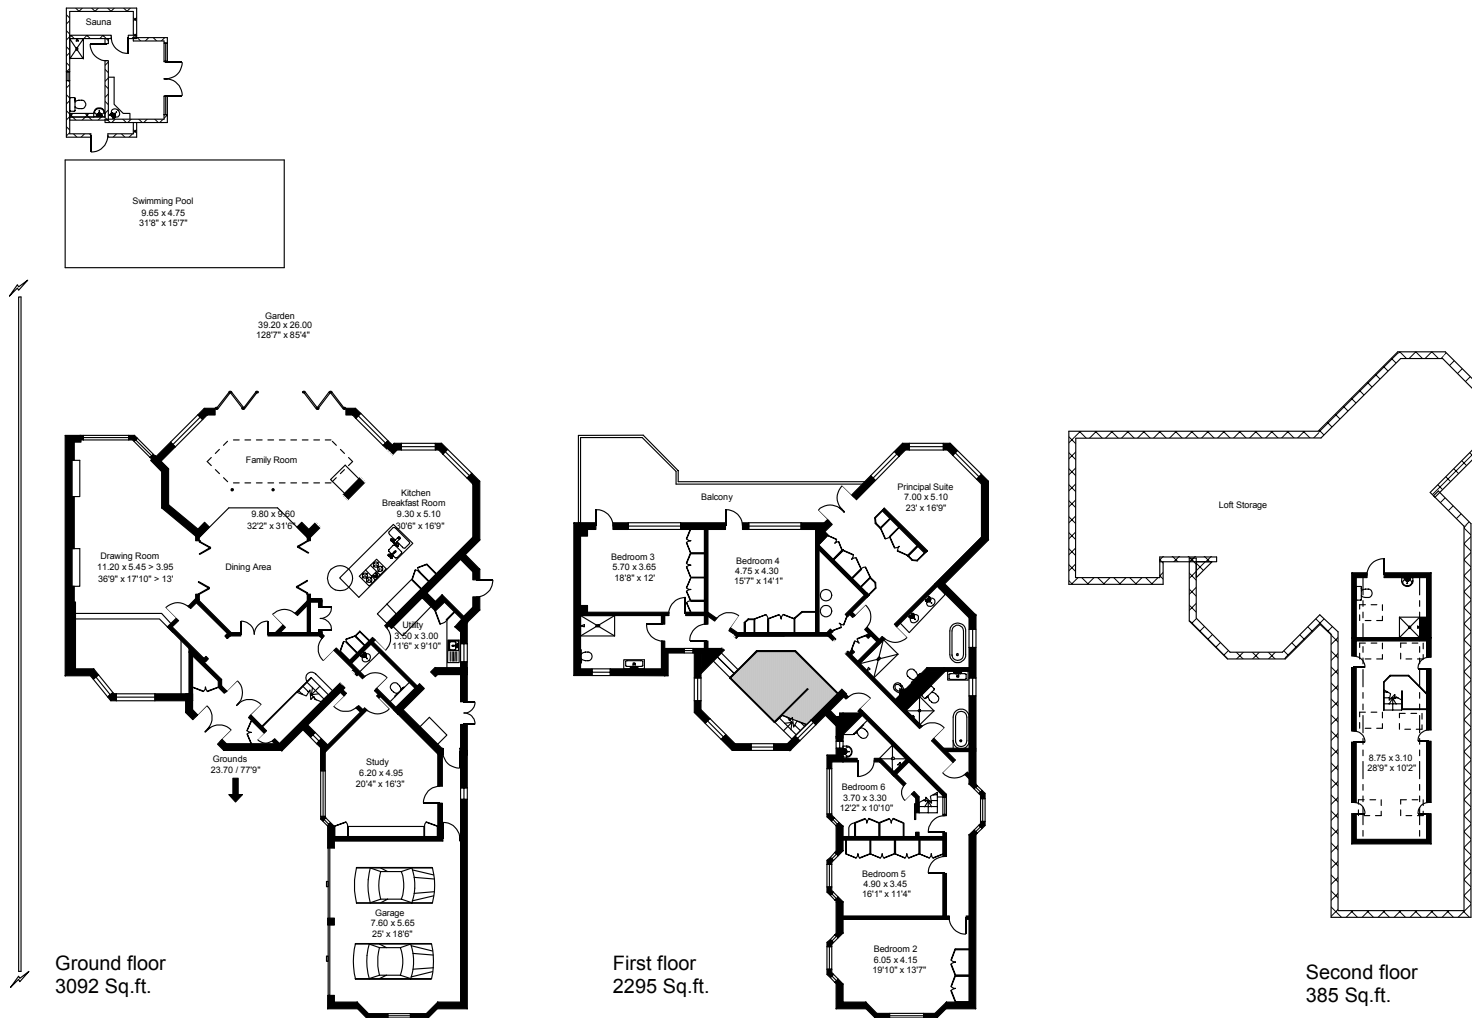 Sauna
Swimming Pool
9.65 x 4.75
31'8" x 15'7"
Garden
39.20 x 26.00
128'7" x 85'4"
Family Room
9.80 x 9.60
32'2" x 31'6"
Kitchen
Breakfast Room
9.30 x 5.10
30'6" x 16'9"
Drawing Room
11.20 x 5.45 > 3.95
36'9" x 17'10" > 13'
Dining Area
Utility
3.50 x 3.00
11'6" x 9'10"
Grounds
23.70 / 77'9"
Study
6.20 x 4.95
20'4" x 16'3"
Garage
7.60 x 5.65
25' x 18'6"
Ground floor
3092 Sq.ft.
Balcony
Principal Suite
7.00 x 5.10
23' x 16'9"
Bedroom 3
5.70 x 3.65
18'8" x 12'
Bedroom 4
4.75 x 4.30
15'7" x 14'1"
Bedroom 6
3.70 x 3.30
12'2" x 10'10"
Bedroom 5
4.90 x 3.45
16'1" x 11'4"
Bedroom 2
6.05 x 4.15
19'10" x 13'7"
First floor
2295 Sq.ft.
Loft Storage
8.75 x 3.10
28'9" x 10'2"
Second floor
385 Sq.ft.